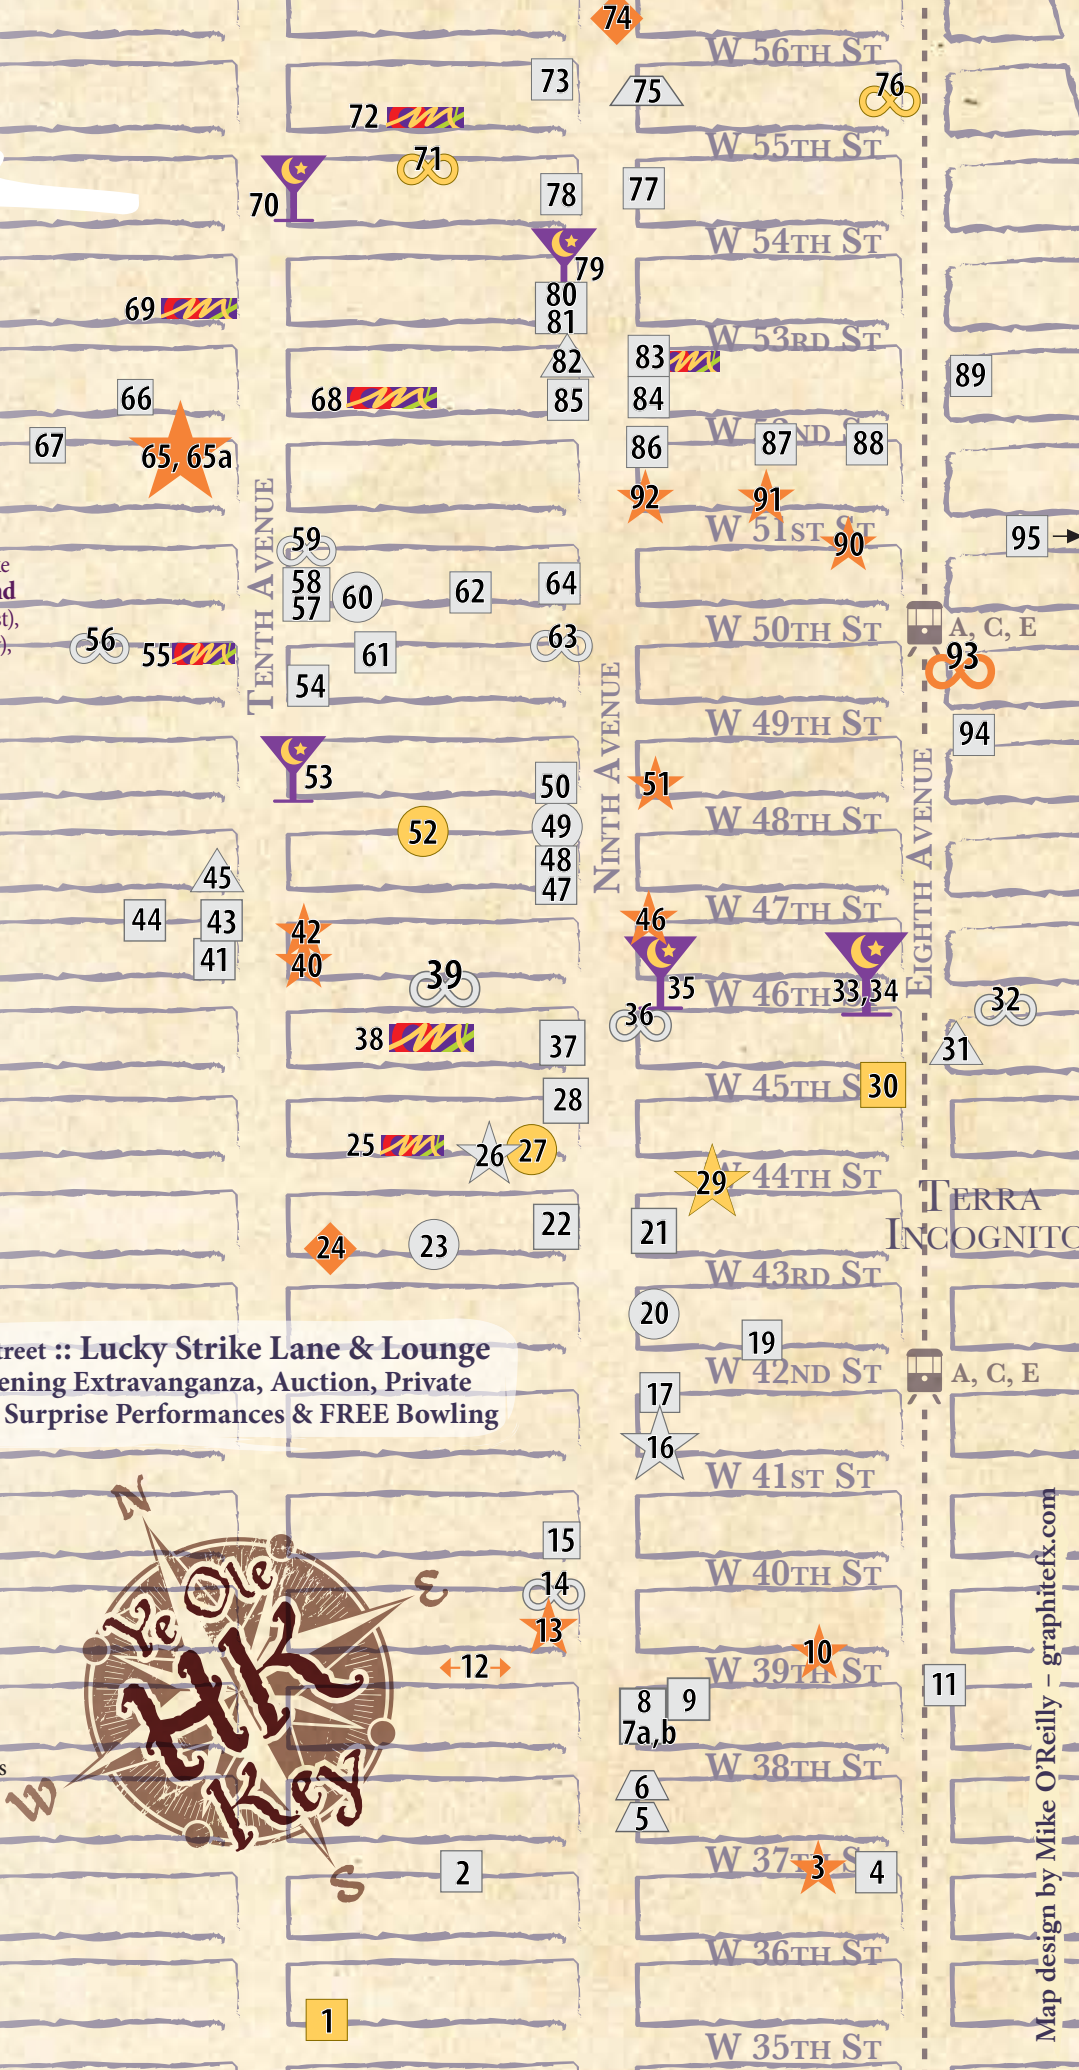 74
W 56TH ST
73
75
76
72
W 55TH ST
71
70
78
77
W 54TH ST
79
80
81
69
W 53RD ST
82
83
89
66
68
85
84
67
65, 65a
86
87
88
92
91
W 51ST ST
90
95
TENTH AVENUE
59
58
57
60
62
64
56
55
61
63
W 50TH ST
A, C, E
93
54
NINTH AVENUE
W 49TH ST
94
53
50
51
EIGHTH AVENUE
52
49
W 48TH ST
48
47
45
44
43
41
42
40
46
W 47TH ST
39
35
33,34
W 46TH
36
32
38
37
31
W 45TH S
30
28
25
26
27
29
44TH ST
TERRA
INCOGNITO
24
23
22
21
W 43RD ST
20
19
treet :: Lucky Strike Lane & Lounge
ening Extravanganza, Auction, Private
Surprise Performances & FREE Bowling
W 42ND ST
A, C, E
17
16
W 41ST ST
N
15
W 40TH ST
14
13
E
Ye Ole
HK
Key
12
10
W 39TH ST
11
8
9
7a,b
W
S
W 38TH ST
6
5
2
W 37TH S
3
4
W 36TH ST
1
W 35TH ST
Map design by Mike O'Reilly – graphitefx.com